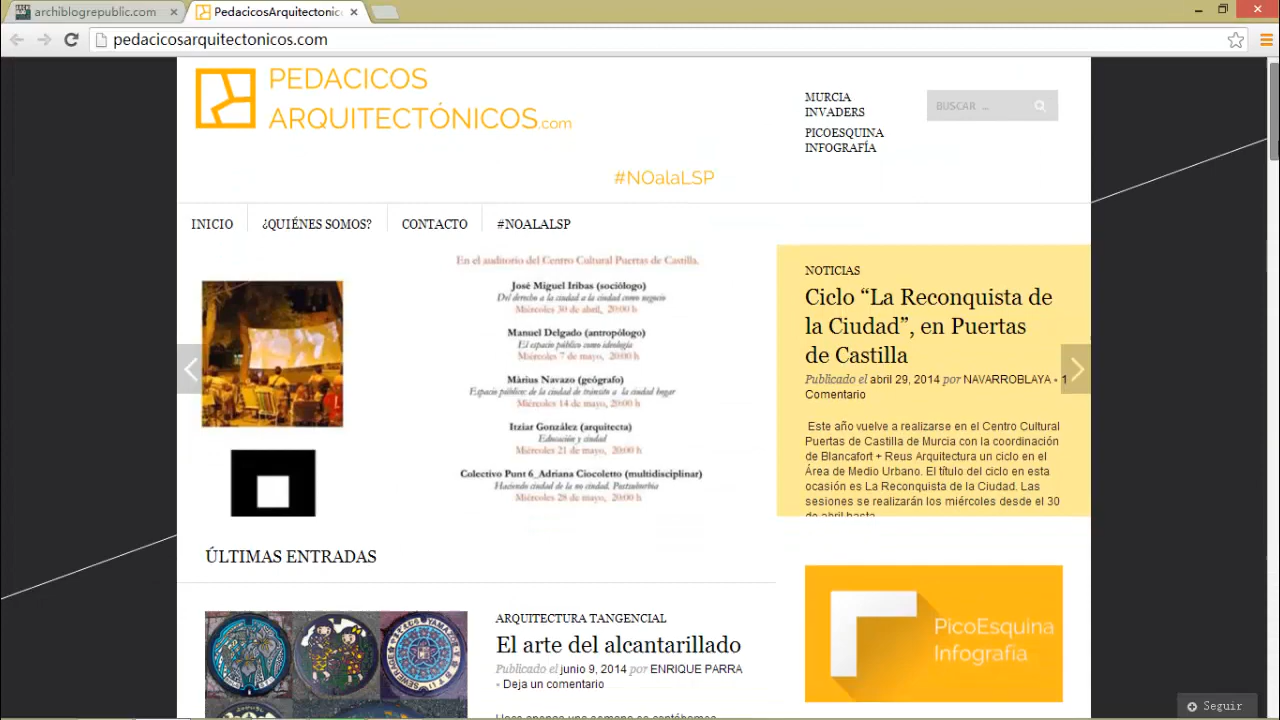 archiblogrepublic.com
PedacicosArquitectonic
pedacicosarquitectonicos.com
PEDACICOS
ARQUITECTÓNICOS.com
MURCIA
INVADERS
PICOESQUINA
INFOGRAFÍA
BUSCAR …
#NOalaLSP
INICIO
¿QUIÉNES SOMOS?
CONTACTO
#NOALALSP
En el auditorio del Centro Cultural Puertas de Castilla.
José Miguel Iribas (sociólogo)
Del derecho a la ciudad a la ciudad como negocio
Miércoles 30 de abril, 20:00 h
Manuel Delgado (antropólogo)
El espacio público como ideología
Miércoles 7 de mayo, 20:00 h
Màrius Navazo (geógrafo)
Espacio público: de la ciudad de tránsito a la ciudad hogar
Miércoles 14 de mayo, 20:00 h
Itziar González (arquitecta)
Educación y ciudad
Miércoles 21 de mayo, 20:00 h
Colectivo Punt 6_Adriana Ciocoletto (multidisciplinar)
Haciendo ciudad de la no ciudad. Postsuburbia
Miércoles 28 de mayo, 20:00 h
NOTICIAS
Ciclo “La Reconquista de
la Ciudad”, en Puertas
de Castilla
Publicado el abril 29, 2014 por NAVARROBLAYA • 1
Comentario
Este año vuelve a realizarse en el Centro Cultural
Puertas de Castilla de Murcia con la coordinación
de Blancafort + Reus Arquitectura un ciclo en el
Área de Medio Urbano. El título del ciclo en esta
ocasión es La Reconquista de la Ciudad. Las
sesiones se realizarán los miércoles desde el 30
de abril hasta
ÚLTIMAS ENTRADAS
ARQUITECTURA TANGENCIAL
El arte del alcantarillado
Publicado el junio 9, 2014 por ENRIQUE PARRA
• Deja un comentario
Hace apenas una semana os contábamos
PicoEsquina
Infografia
Seguir